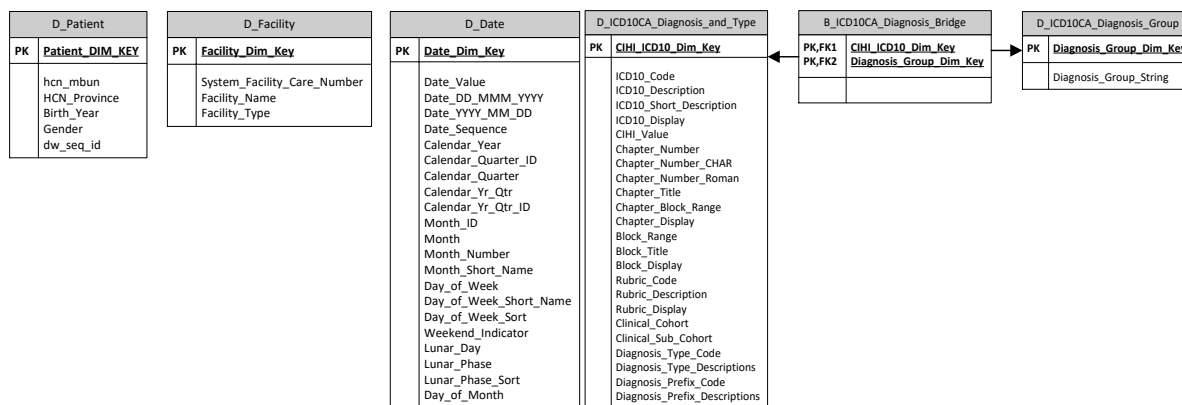 D_Patient
PK Patient_DIM_KEY
hcn_mbun
HCN_Province
Birth_Year
Gender
dw_seq_id
D_Facility
PK Facility_Dim_Key
System_Facility_Care_Number
Facility_Name
Facility_Type
D_Date
PK Date_Dim_Key
Date_Value
Date_DD_MMM_YYYY
Date_YYYY_MM_DD
Date_Sequence
Calendar_Year
Calendar_Quarter_ID
Calendar_Quarter
Calendar_Yr_Qtr
Calendar_Yr_Qtr_ID
Month_ID
Month
Month_Number
Month_Short_Name
Day_of_Week
Day_of_Week_Short_Name
Day_of_Week_Sort
Weekend_Indicator
Lunar_Day
Lunar_Phase
Lunar_Phase_Sort
Day_of_Month
D_ICD10CA_Diagnosis_and_Type
PK CIHI_ICD10_Dim_Key
ICD10_Code
ICD10_Description
ICD10_Short_Description
ICD10_Display
CIHI_Value
Chapter_Number
Chapter_Number_CHAR
Chapter_Number_Roman
Chapter_Title
Chapter_Block_Range
Chapter_Display
Block_Range
Block_Title
Block_Display
Rubric_Code
Rubric_Description
Rubric_Display
Clinical_Cohort
Clinical_Sub_Cohort
Diagnosis_Type_Code
Diagnosis_Type_Descriptions
Diagnosis_Prefix_Code
Diagnosis_Prefix_Descriptions
B_ICD10CA_Diagnosis_Bridge
PK,FK1 CIHI_ICD10_Dim_Key
PK,FK2 Diagnosis_Group_Dim_Key
D_ICD10CA_Diagnosis_Group
PK Diagnosis_Group_Dim_Key
Diagnosis_Group_String